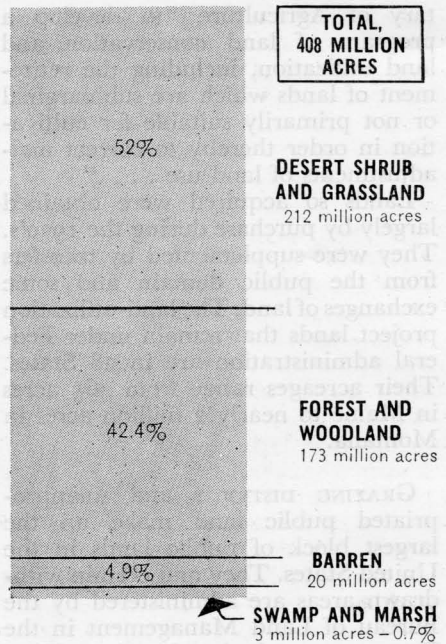 TOTAL,
408 MILLION
ACRES
52%
DESERT SHRUB
AND GRASSLAND
212 million acres
42.4%
FOREST AND
WOODLAND
173 million acres
4.9%
BARREN
20 million acres
SWAMP AND MARSH
3 million acres – 0.7%